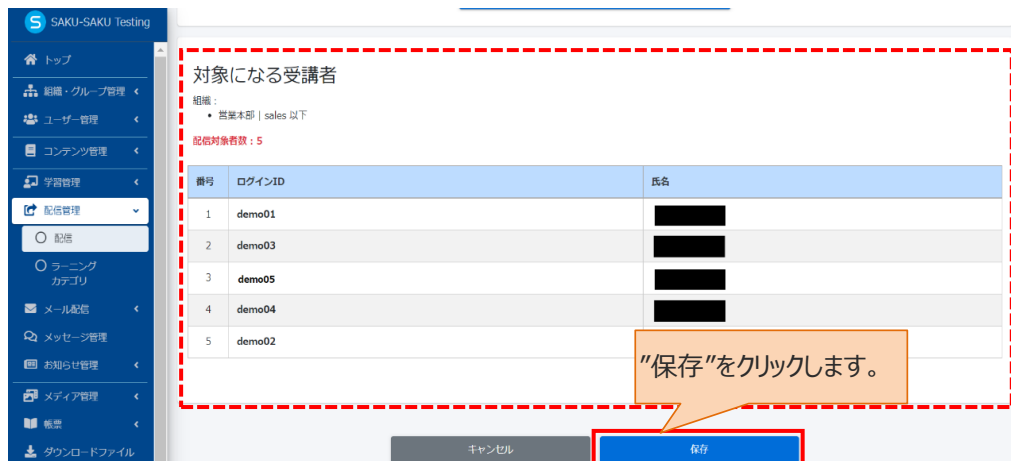 S SAKU-SAKU Testing
トップ
組織・グループ管理
ユーザー管理
コンテンツ管理
学習管理
配信管理
配信
ラーニング
カテゴリ
メール配信
メッセージ管理
お知らせ管理
メディア管理
帳票
ダウンロードファイル
対象になる受講者
組織 :
• 営業本部 | sales 以下
配信対象者数 : 5
番号 ログインID 氏名
1 demo01
2 demo03
3 demo05
4 demo04
5 demo02
”保存”をクリックします。
キャンセル 保存